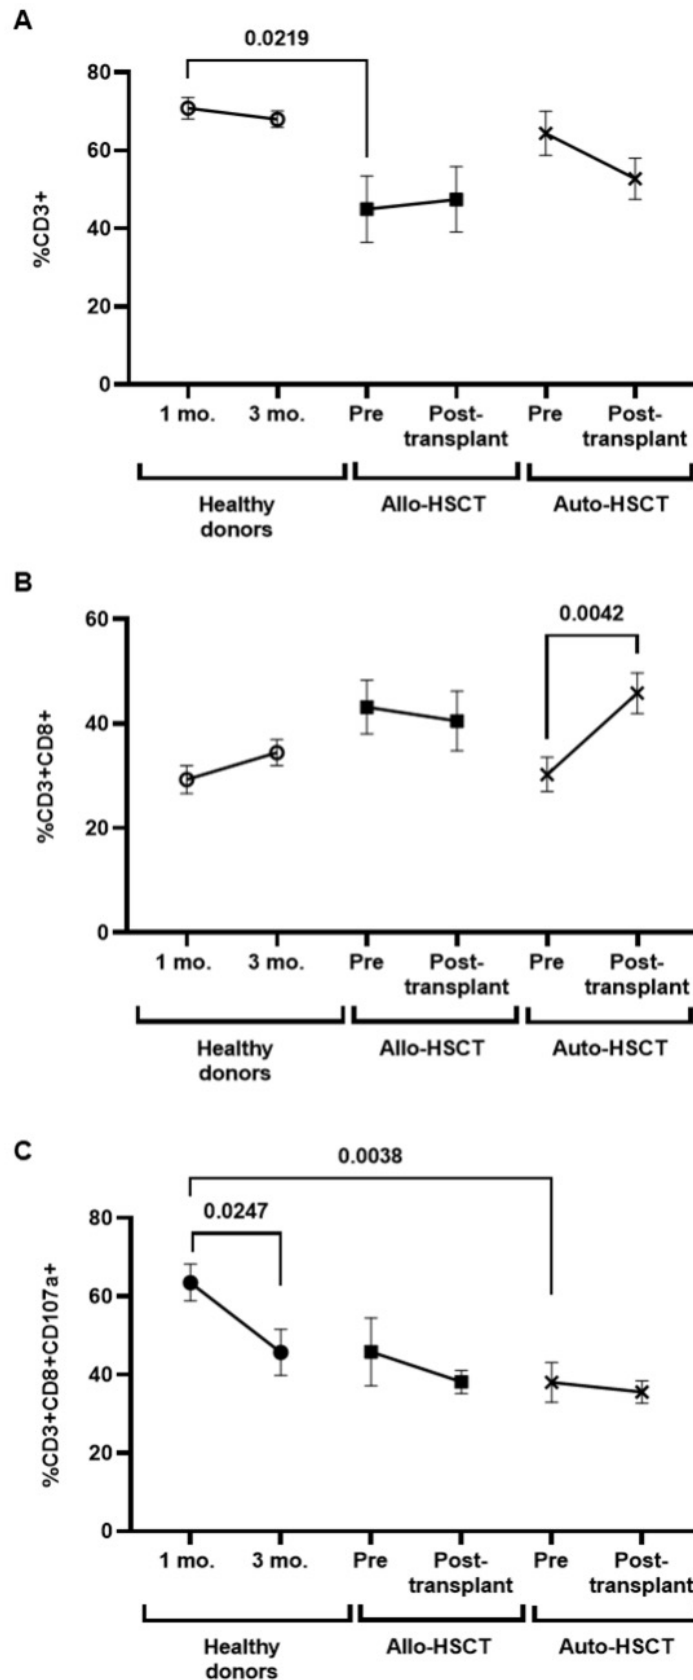 A
0.0219
80
60
40
20
0
%CD3+
1 mo. 3 mo. Pre Post-
transplant Pre Post-
transplant
Healthy
donors
Allo-HSCT Auto-HSCT
B
0.0042
60
40
20
0
%CD3+CD8+
1 mo. 3 mo. Pre Post-
transplant Pre Post-
transplant
Healthy
donors
Allo-HSCT Auto-HSCT
C
0.0038
0.0247
80
60
40
20
0
%CD3+CD8+CD107a+
1 mo. 3 mo. Pre Post-
transplant Pre Post-
transplant
Healthy
donors
Allo-HSCT Auto-HSCT